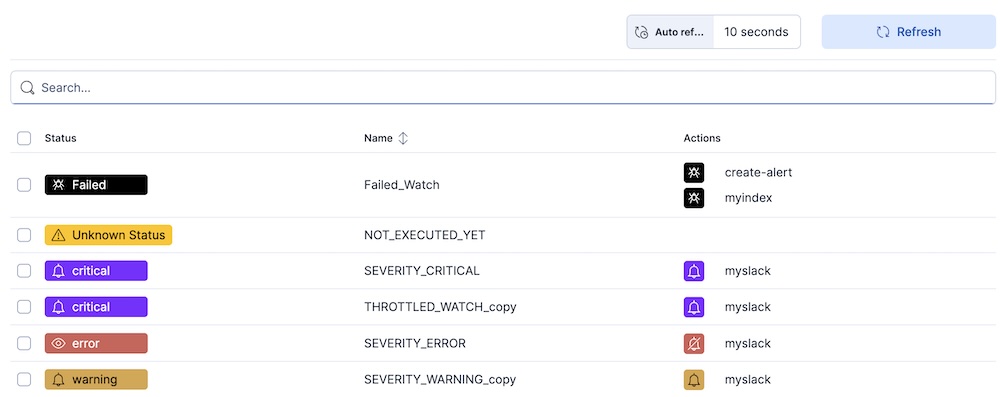 Auto ref... 10 seconds Refresh
Search...
Status Name Actions
Failed Failed_Watch create-alert
myindex
Unknown Status NOT_EXECUTED_YET
critical SEVERITY_CRITICAL myslack
critical THROTTLED_WATCH_copy myslack
error SEVERITY_ERROR myslack
warning SEVERITY_WARNING_copy myslack